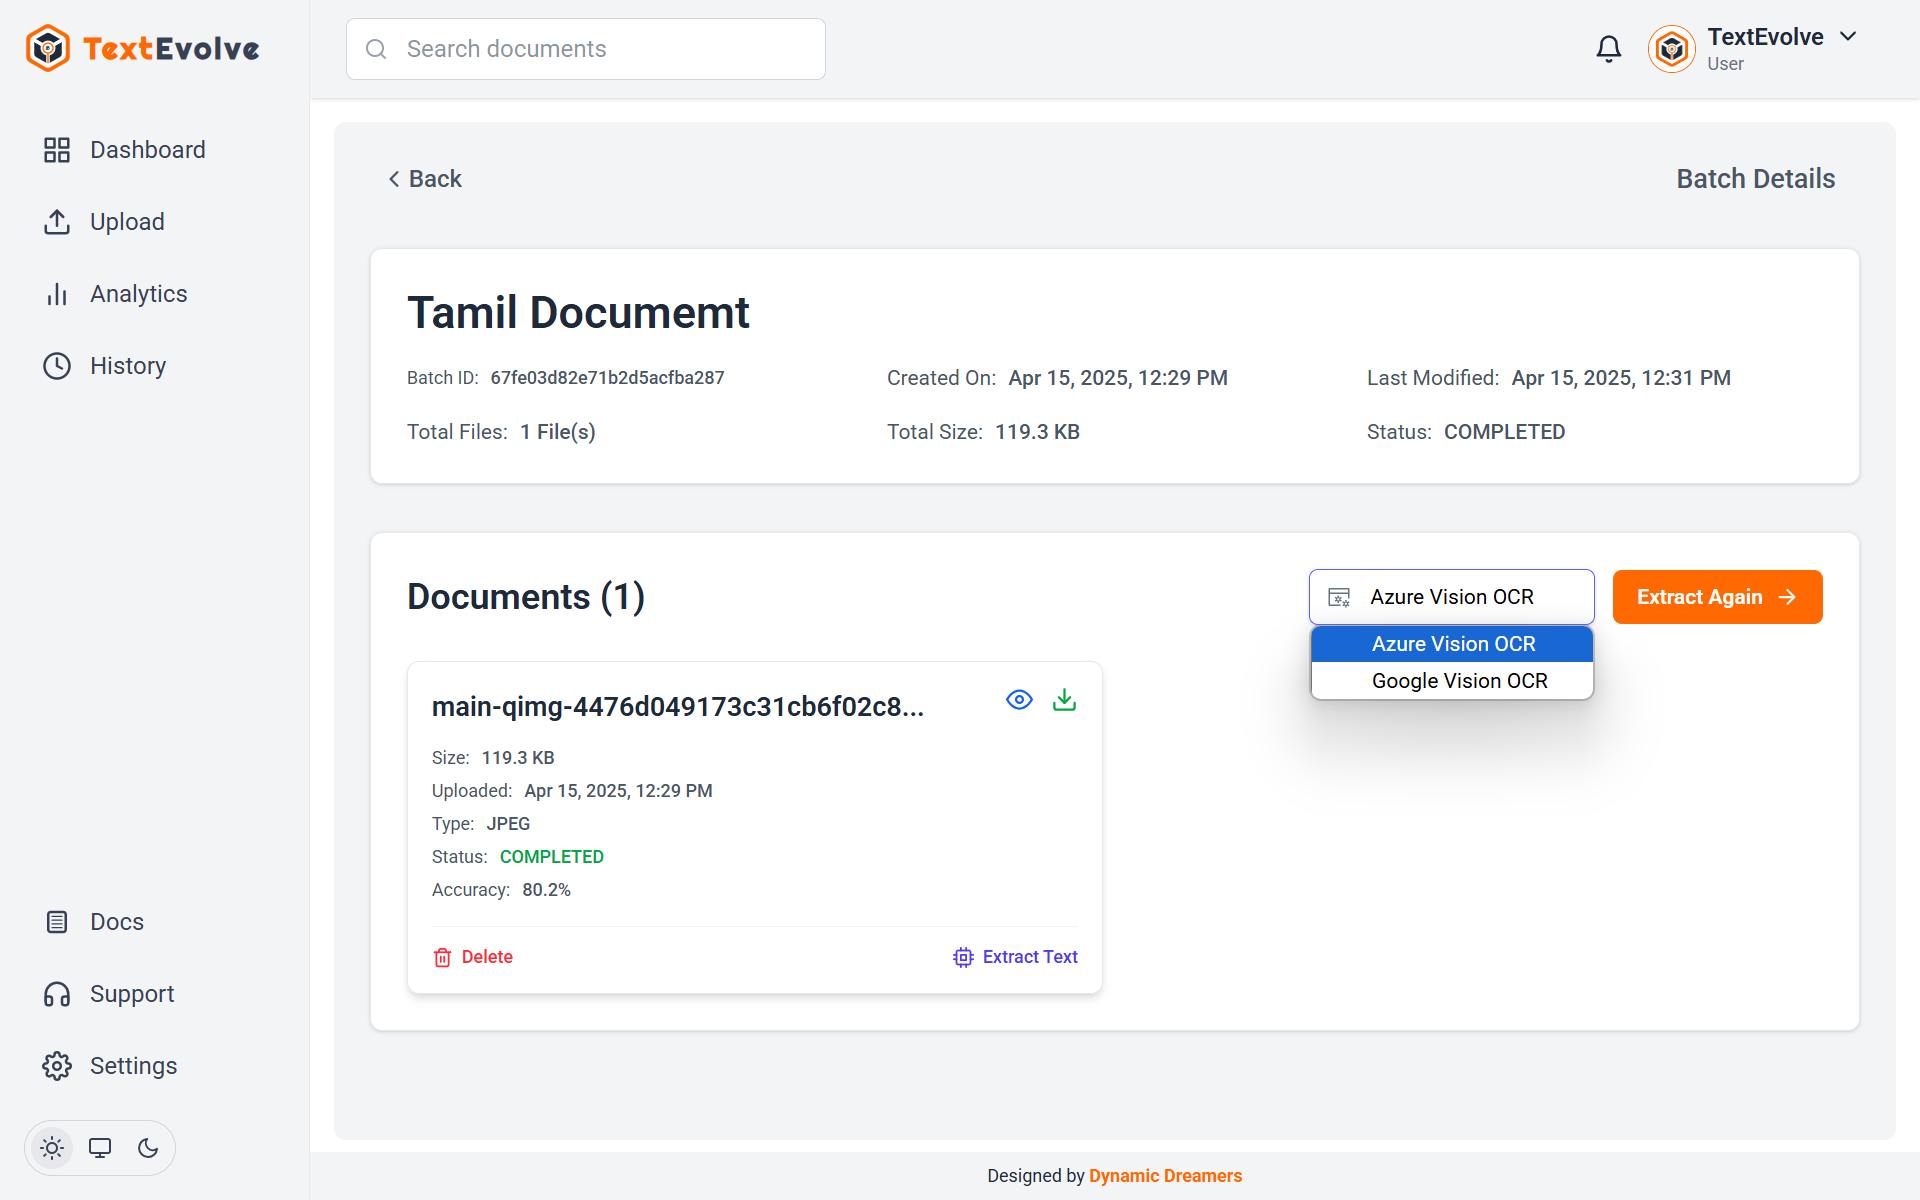 TextEvolve
Search documents
TextEvolve
User
Dashboard
Upload
Analytics
History
Back
Batch Details
Tamil Documemt
Batch ID: 67fe03d82e71b2d5acfba287
Created On: Apr 15, 2025, 12:29 PM
Last Modified: Apr 15, 2025, 12:31 PM
Total Files: 1 File(s)
Total Size: 119.3 KB
Status: COMPLETED
Documents (1)
Azure Vision OCR
Extract Again
Azure Vision OCR
Google Vision OCR
main-qimg-4476d049173c31cb6f02c8...
Size: 119.3 KB
Uploaded: Apr 15, 2025, 12:29 PM
Type: JPEG
Status: COMPLETED
Accuracy: 80.2%
Delete
Extract Text
Docs
Support
Settings
Designed by Dynamic Dreamers